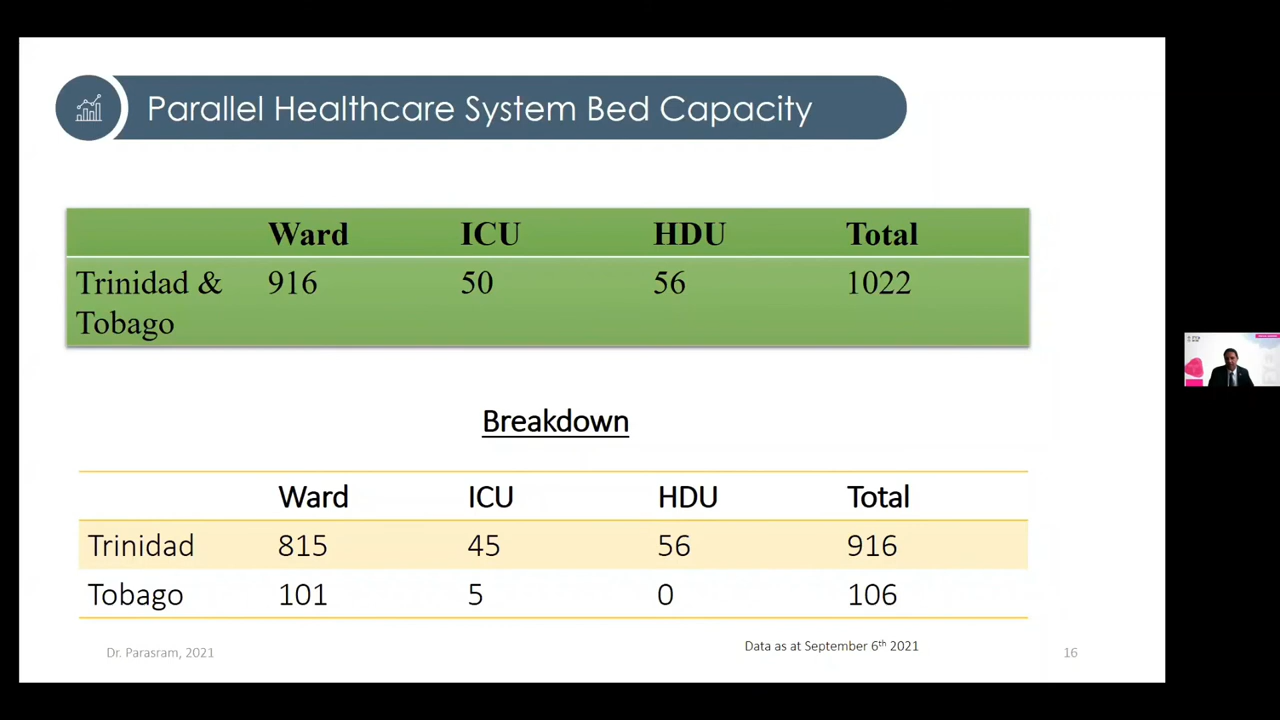 Parallel Healthcare System Bed Capacity
Ward ICU HDU Total
Trinidad & 916 50 56 1022
Tobago
Breakdown
Ward ICU HDU Total
Trinidad 815 45 56 916
Tobago 101 5 0 106
Data as at September 6th 2021
Dr. Parasram, 2021
16